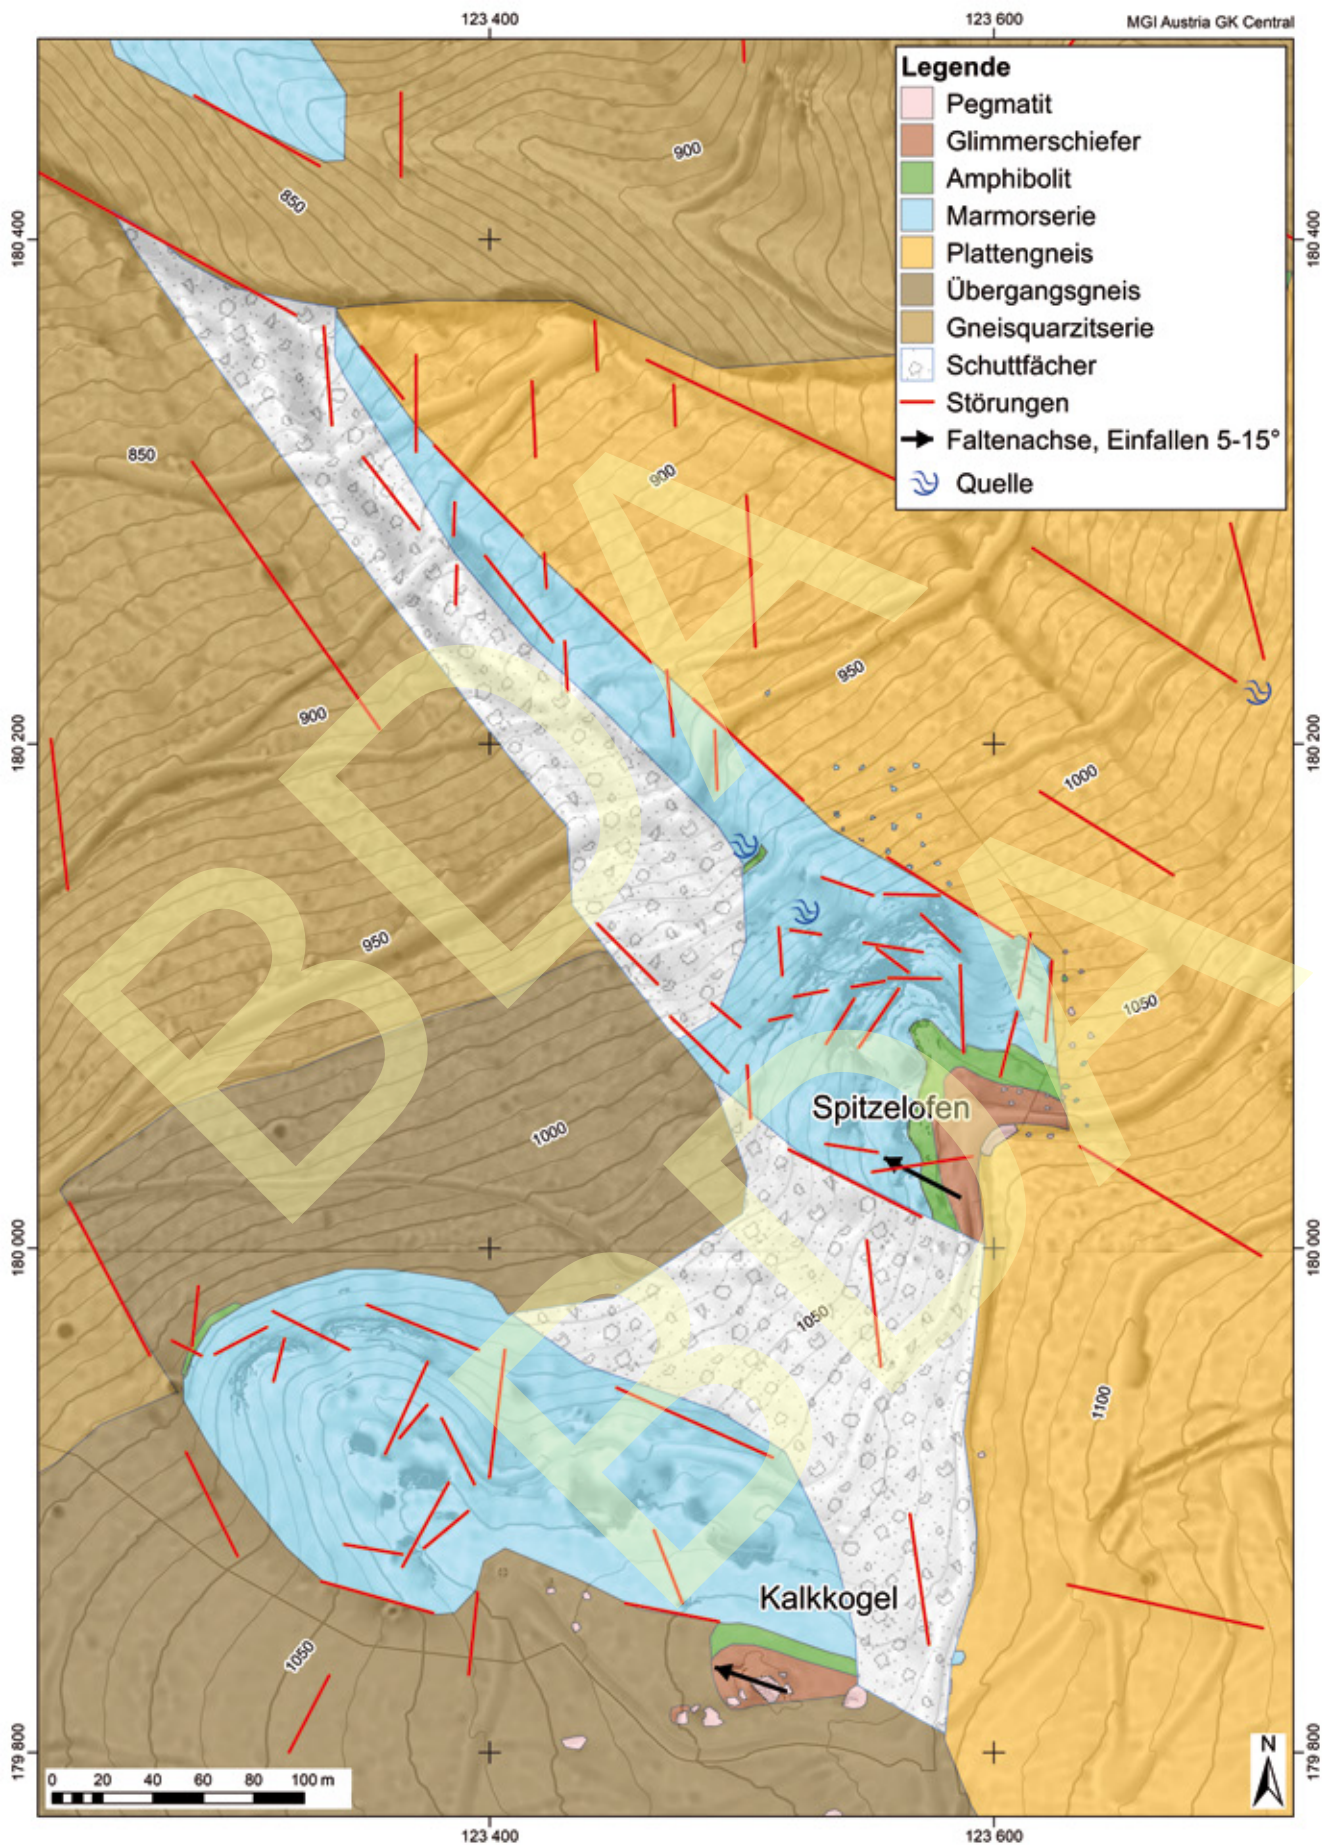 123 400
123 600
MGI Austria GK Central
Legende
Pegmatit
Glimmerschiefer
Amphibolit
Marmorserie
Plattengneis
Übergangsgneis
Gneisquarzitserie
Schuttfächer
Störungen
Faltenachse, Einfallen 5-15°
Quelle
900
850
180 400
180 400
850
900
950
900
180 200
180 200
1000
950
1050
1000
Spitzelofen
180 000
180 000
1050
1100
Kalkkogel
1050
179 800
179 800
N
0 20 40 60 80 100 m
123 400
123 600
BDA
BDA